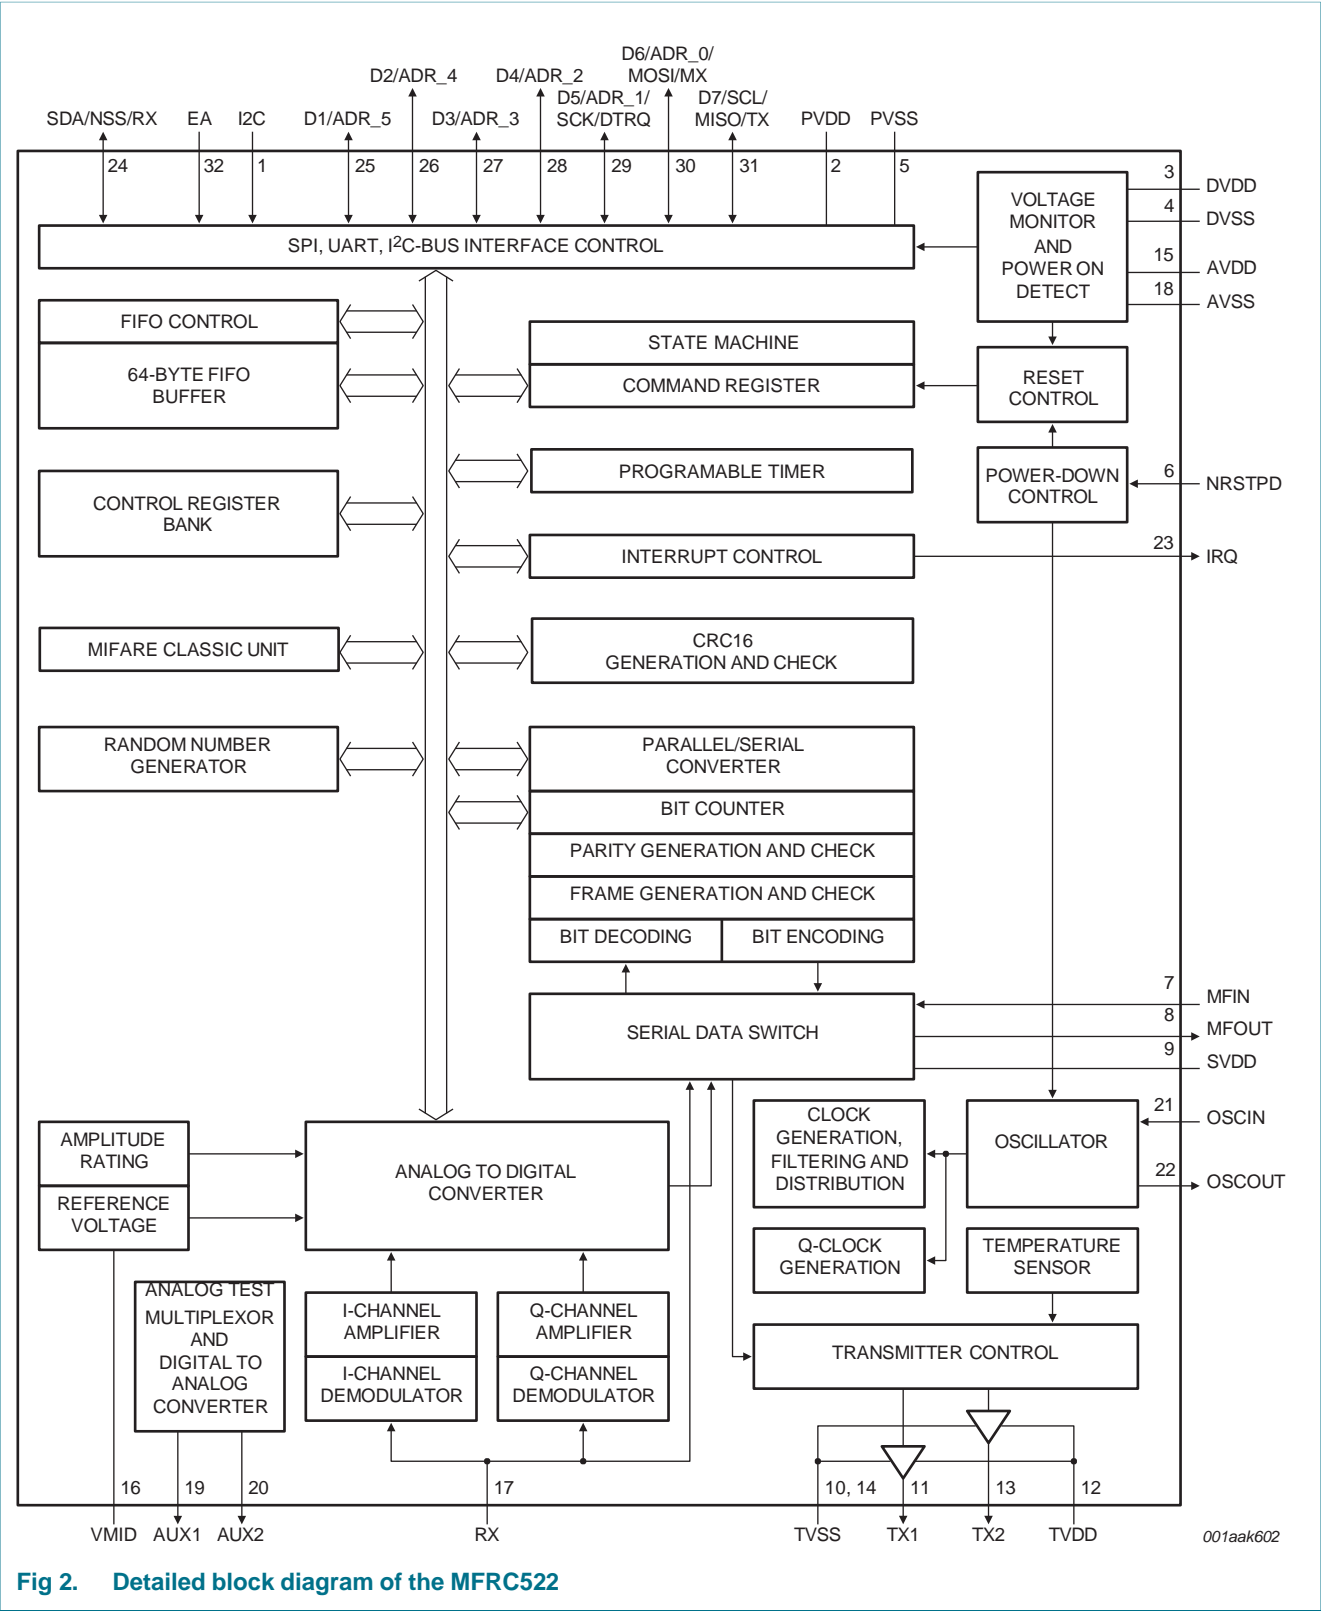 D6/ADR_0/
MOSI/MX
D2/ADR_4
D4/ADR_2
D5/ADR_1/
SCK/DTRQ
D7/SCL/
MISO/TX
SDA/NSS/RX
EA
I2C
D1/ADR_5
D3/ADR_3
PVDD
PVSS
24
32
1
25
26
27
28
29
30
31
2
5
3
DVDD
4
DVSS
15
AVDD
18
AVSS
VOLTAGE
MONITOR
AND
POWER ON
DETECT
SPI, UART, I2C-BUS INTERFACE CONTROL
FIFO CONTROL
64-BYTE FIFO
BUFFER
STATE MACHINE
COMMAND REGISTER
RESET
CONTROL
PROGRAMABLE TIMER
POWER-DOWN
CONTROL
6
NRSTPD
CONTROL REGISTER
BANK
INTERRUPT CONTROL
23
IRQ
MIFARE CLASSIC UNIT
CRC16
GENERATION AND CHECK
RANDOM NUMBER
GENERATOR
PARALLEL/SERIAL
CONVERTER
BIT COUNTER
PARITY GENERATION AND CHECK
FRAME GENERATION AND CHECK
BIT DECODING
BIT ENCODING
SERIAL DATA SWITCH
7
MFIN
8
MFOUT
9
SVDD
AMPLITUDE
RATING
REFERENCE
VOLTAGE
ANALOG TO DIGITAL
CONVERTER
CLOCK
GENERATION,
FILTERING AND
DISTRIBUTION
OSCILLATOR
21
OSCIN
22
OSCOUT
Q-CLOCK
GENERATION
TEMPERATURE
SENSOR
ANALOG TEST
MULTIPLEXOR
AND
DIGITAL TO
ANALOG
CONVERTER
I-CHANNEL
AMPLIFIER
I-CHANNEL
DEMODULATOR
Q-CHANNEL
AMPLIFIER
Q-CHANNEL
DEMODULATOR
TRANSMITTER CONTROL
16
19
20
17
10, 14
11
13
12
VMID
AUX1
AUX2
RX
TVSS
TX1
TX2
TVDD
001aak602
Fig 2. Detailed block diagram of the MFRC522